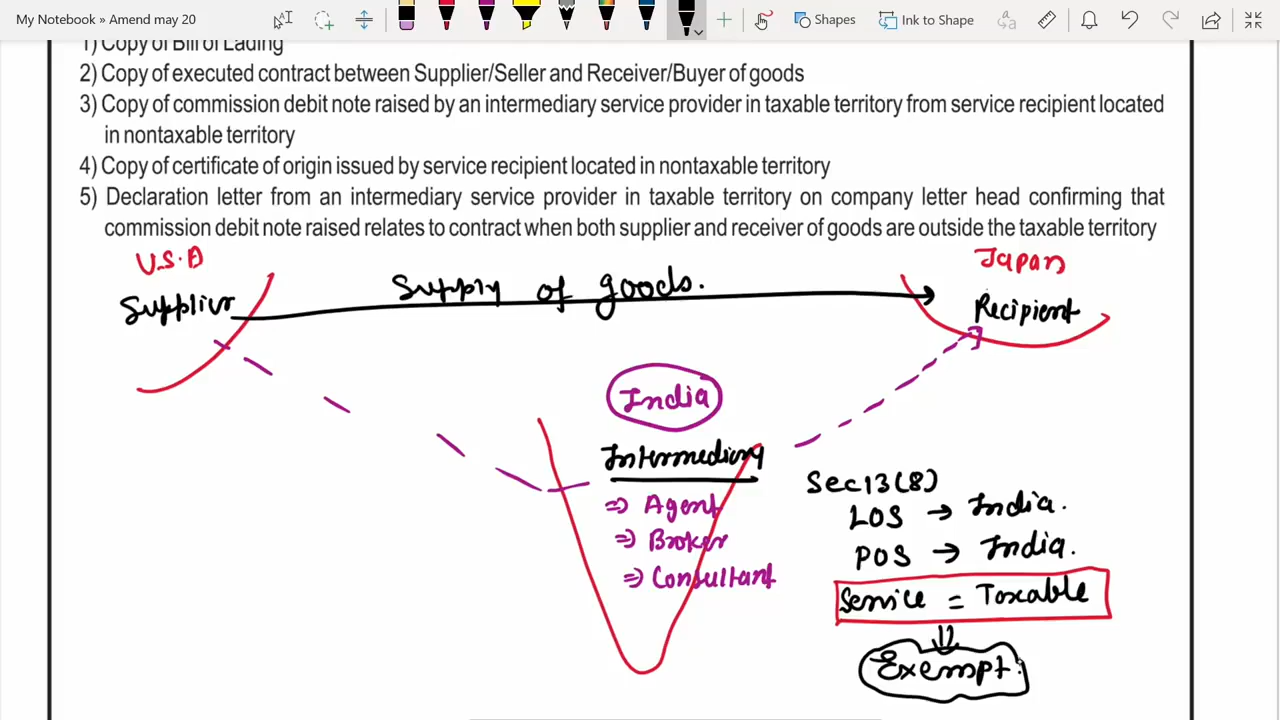 My Notebook » Amend may 20
Shapes
Ink to Shape
1) Copy of Bill of Lading
2) Copy of executed contract between Supplier/Seller and Receiver/Buyer of goods
3) Copy of commission debit note raised by an intermediary service provider in taxable territory from service recipient located
in nontaxable territory
4) Copy of certificate of origin issued by service recipient located in nontaxable territory
5) Declaration letter from an intermediary service provider in taxable territory on company letter head confirming that
commission debit note raised relates to contract when both supplier and receiver of goods are outside the taxable territory
U.S.A
Japan
Supplier
Supply of goods.
Recipient
India
Intermediary
⇒ Agent
⇒ Broker
⇒ Consultant
Sec13(8)
LOS → India.
POS → India.
Service = Taxable
Exempt.